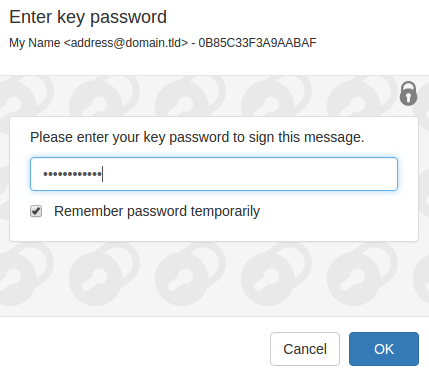 Enter key password
My Name <address@domain.tld> - 0B85C33F3A9AABAF
Please enter your key password to sign this message.
••••••••••••
Remember password temporarily
Cancel
OK